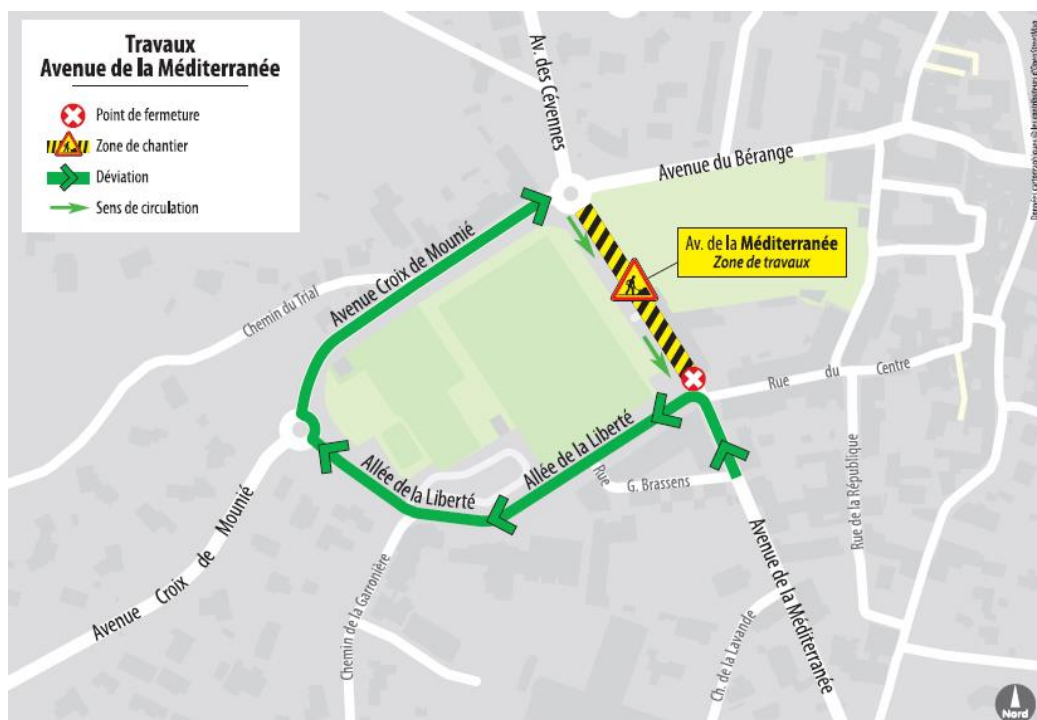 Travaux
Avenue de la Méditerranée
Point de fermeture
Zone de chantier
Déviation
Sens de circulation
Av. des Cévennes
Avenue du Bérange
Av. de la Méditerranée
Zone de travaux
Avenue Croix de Mounié
Chemin du Trial
Rue du Centre
Allée de la Liberté
Allée de la Liberté
Rue G. Brassens
Rue de la République
Avenue Croix de Mounié
Chemin de la Garronière
Ch. de la Lavande
Avenue de la Méditerranée
Nord